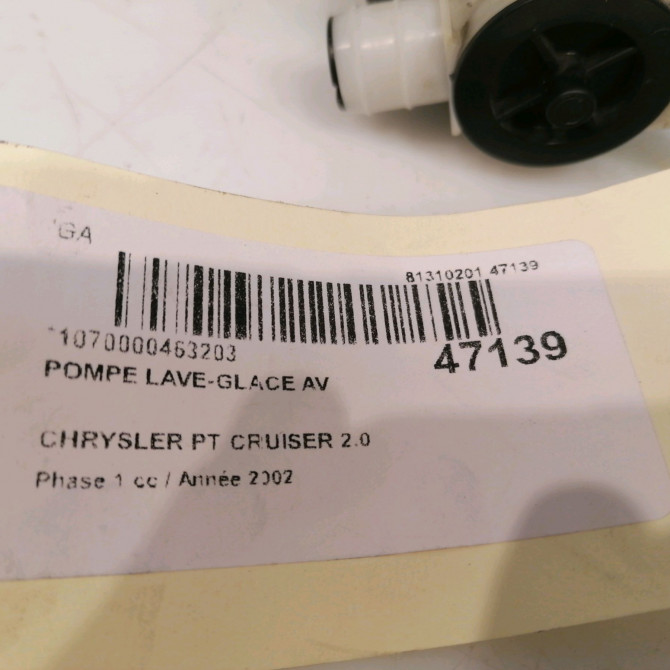 GA
81310201 47139
*1070000463203
47139
POMPE LAVE-GLACE AV
CHRYSLER PT CRUISER 2.0
Phase 1 cc / Année 2002